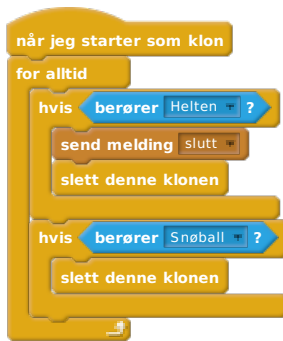 når jeg starter som klon
for alltid
hvis berører Helten ?
send melding slutt
slett denne klonen
hvis berører Snøball ?
slett denne klonen